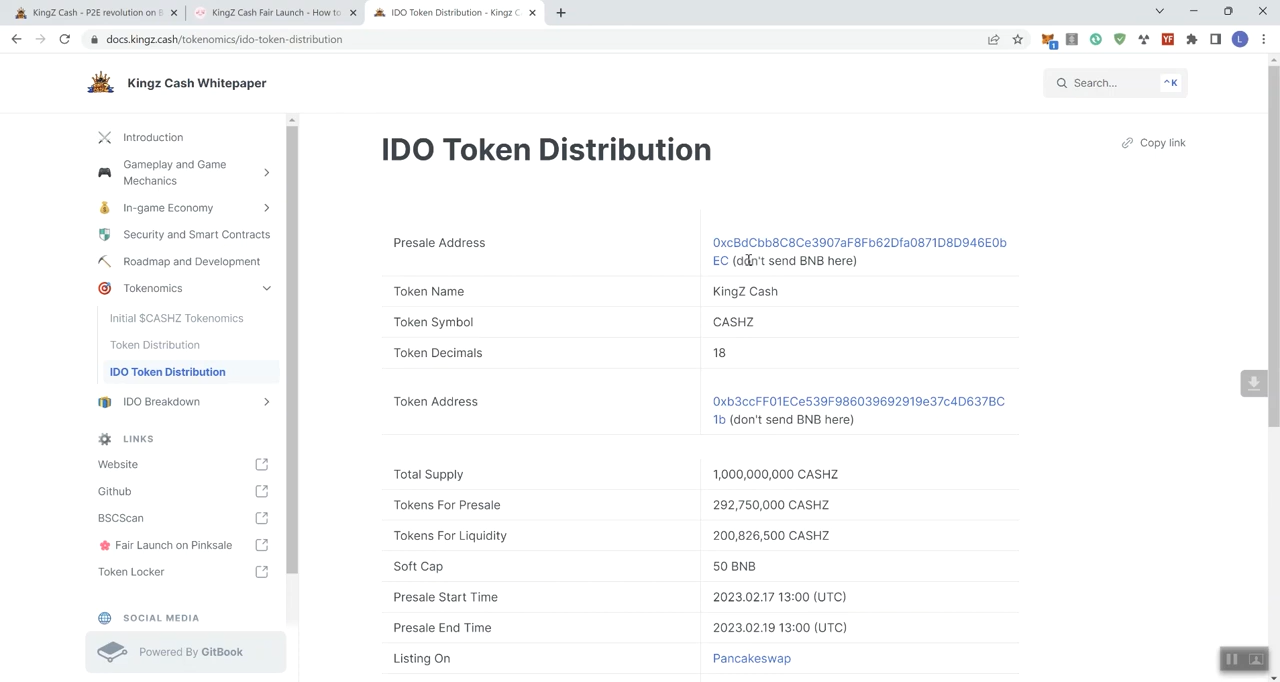 KingZ Cash - P2E revolution on B
KingZ Cash Fair Launch - How to
IDO Token Distribution - Kingz C
docs.kingz.cash/tokenomics/ido-token-distribution
1
YF
L
Kingz Cash Whitepaper
Search...
^K
Introduction
Gameplay and Game
Mechanics
In-game Economy
Security and Smart Contracts
Roadmap and Development
Tokenomics
Initial $CASHZ Tokenomics
Token Distribution
IDO Token Distribution
IDO Breakdown
LINKS
Website
Github
BSCScan
Fair Launch on Pinksale
Token Locker
SOCIAL MEDIA
Powered By GitBook
IDO Token Distribution
Copy link
Presale Address
0xcBdCbb8C8Ce3907aF8Fb62Dfa0871D8D946E0b
EC (don't send BNB here)
Token Name
KingZ Cash
Token Symbol
CASHZ
Token Decimals
18
Token Address
0xb3ccFF01ECe539F986039692919e37c4D637BC
1b (don't send BNB here)
Total Supply
1,000,000,000 CASHZ
Tokens For Presale
292,750,000 CASHZ
Tokens For Liquidity
200,826,500 CASHZ
Soft Cap
50 BNB
Presale Start Time
2023.02.17 13:00 (UTC)
Presale End Time
2023.02.19 13:00 (UTC)
Listing On
Pancakeswap